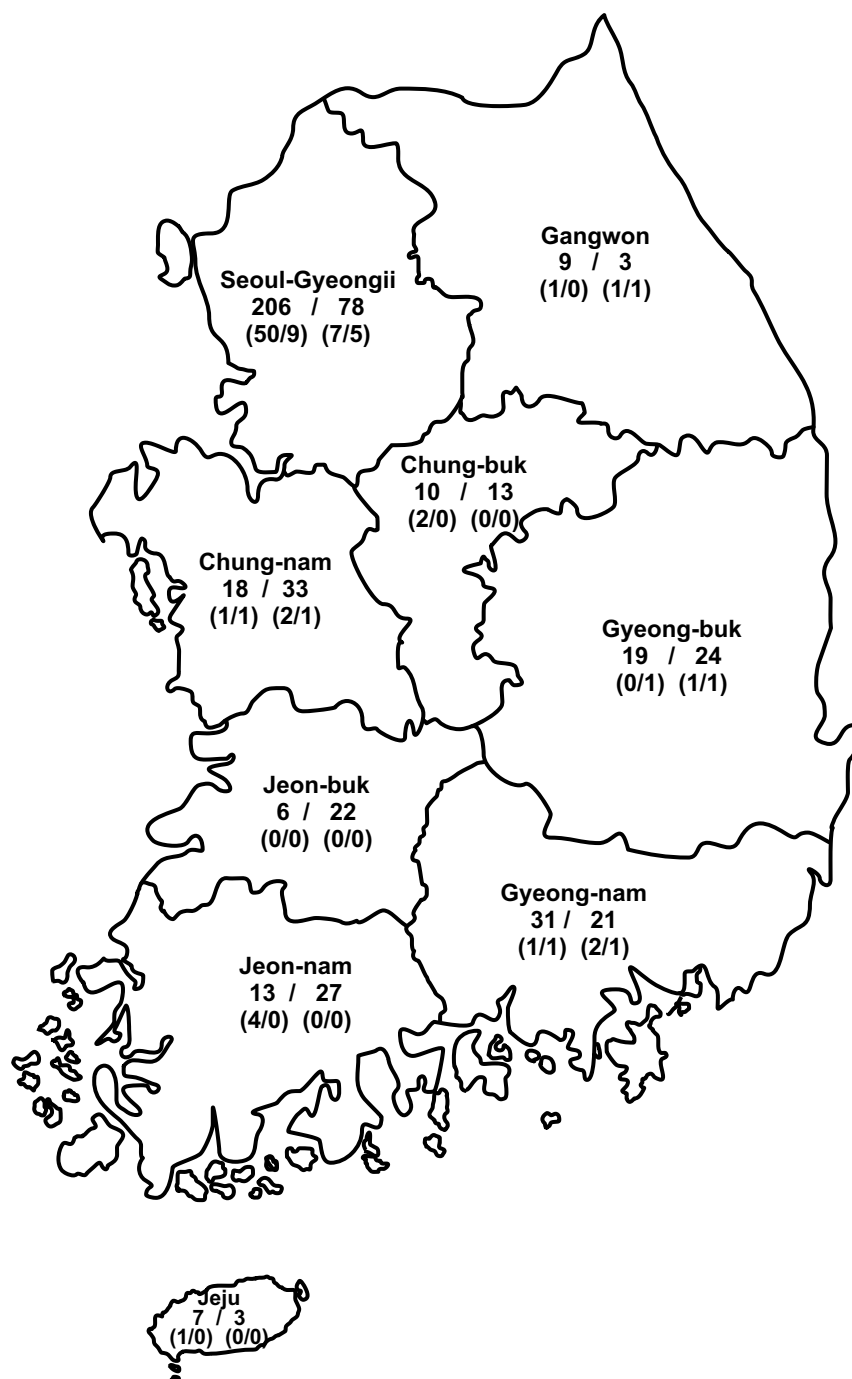 Gangwon
9 / 3
(1/0) (1/1)
Seoul-Gyeongii
206 / 78
(50/9) (7/5)
Chung-buk
10 / 13
(2/0) (0/0)
Chung-nam
18 / 33
(1/1) (2/1)
Gyeong-buk
19 / 24
(0/1) (1/1)
Jeon-buk
6 / 22
(0/0) (0/0)
Gyeong-nam
31 / 21
(1/1) (2/1)
Jeon-nam
13 / 27
(4/0) (0/0)
Jeju
7 / 3
(1/0) (0/0)